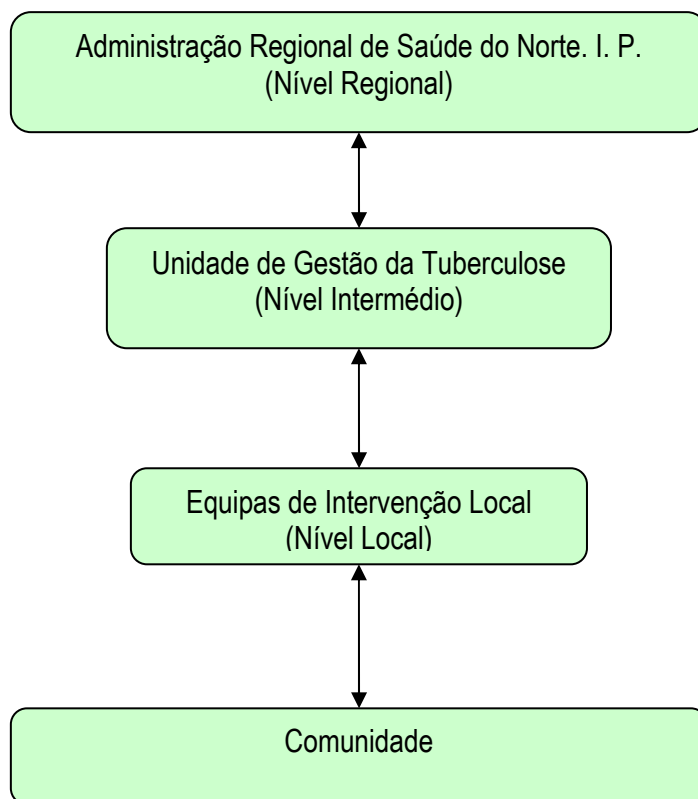 Administração Regional de Saúde do Norte. I. P.
(Nível Regional)
Unidade de Gestão da Tuberculose
(Nível Intermédio)
Equipas de Intervenção Local
(Nível Local)
Comunidade